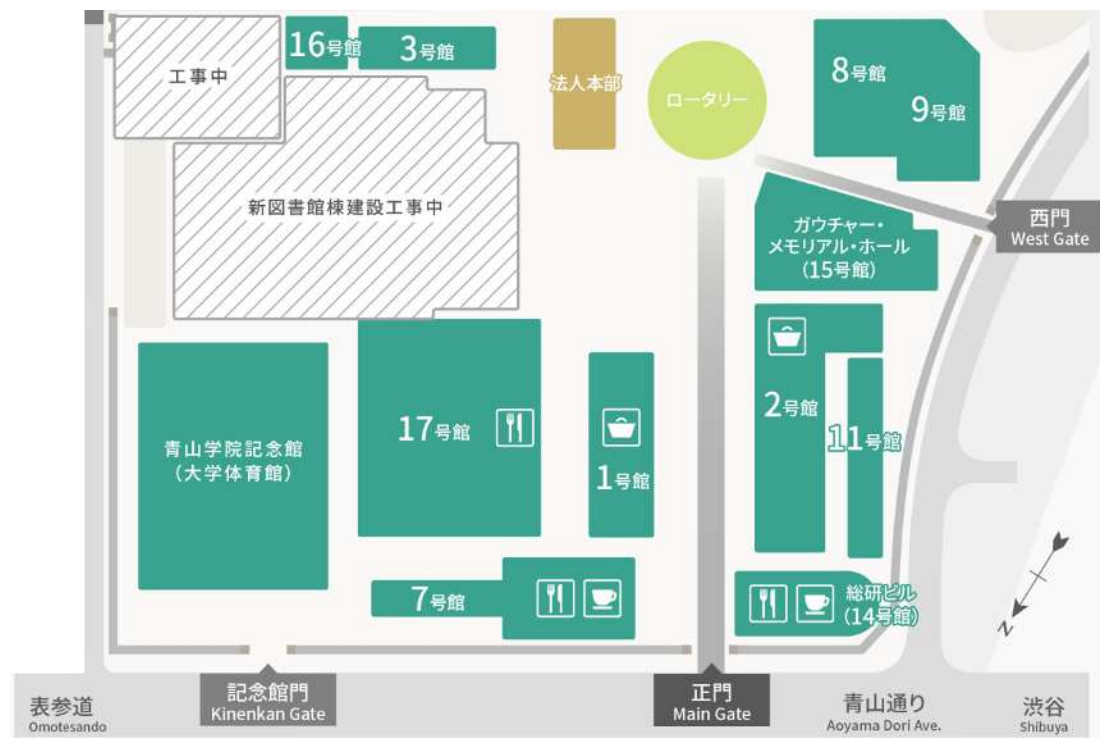 16号館
3号館
工事中
法人本部
ロータリー
8号館
9号館
新図書館棟建設工事中
西門
West Gate
ガウチャー・
メモリアル・ホール
(15号館)
17号館
1号館
2号館
11号館
青山学院記念館
(大学体育館)
7号館
総研ビル
(14号館)
N
表参道
Omotesando
記念館門
Kinenkan Gate
正門
Main Gate
青山通り
Aoyama Dori Ave.
渋谷
Shibuya